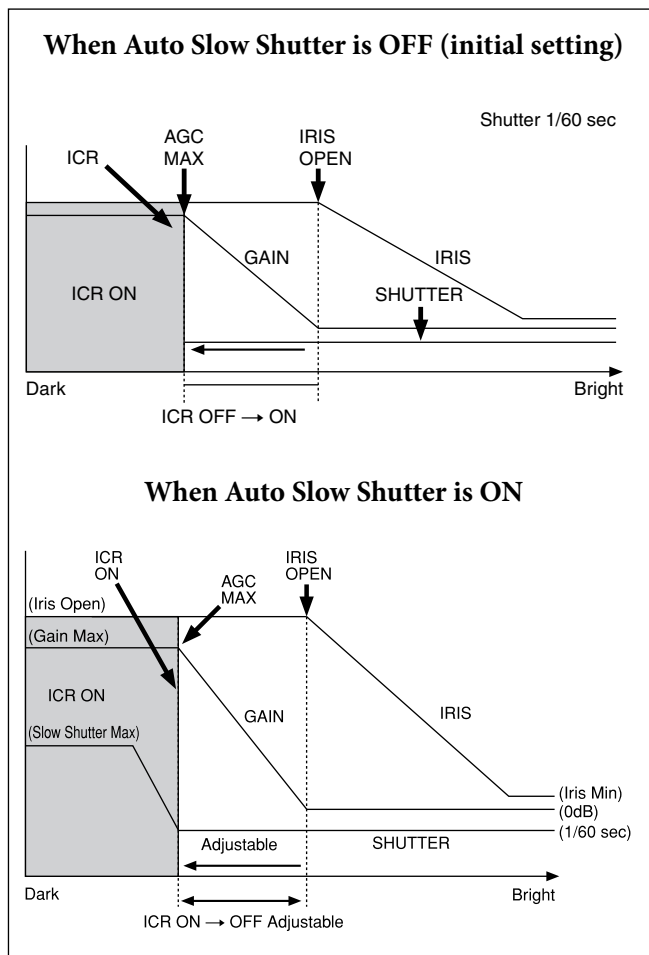 When Auto Slow Shutter is OFF (initial setting)
Shutter 1/60 sec
ICR
AGC
MAX
IRIS
OPEN
GAIN
IRIS
SHUTTER
ICR ON
Dark
Bright
ICR OFF → ON
When Auto Slow Shutter is ON
ICR
ON
AGC
MAX
IRIS
OPEN
(Iris Open)
(Gain Max)
ICR ON
(Slow Shutter Max)
GAIN
IRIS
(Iris Min)
(0dB)
(1/60 sec)
Adjustable
SHUTTER
Dark
Bright
ICR ON → OFF Adjustable